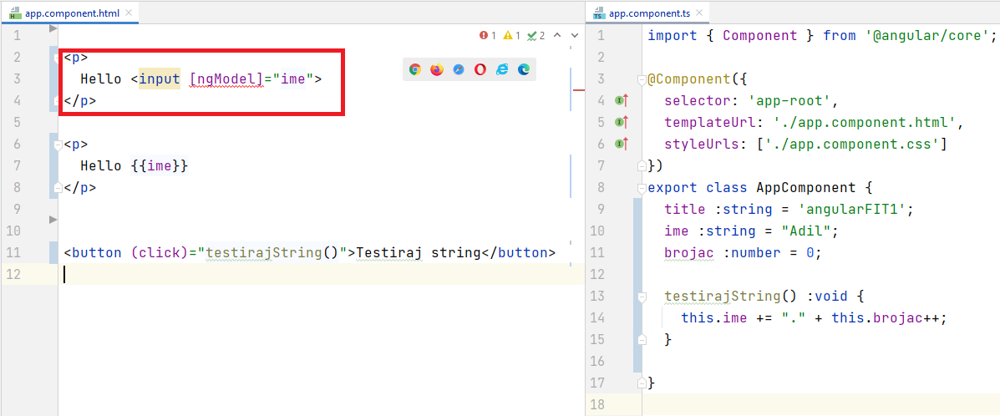 app.component.html
1 1 2
1
2 <p>
3 Hello <input [ngModel]="ime">
4 </p>
5
6 <p>
7 Hello {{ime}}
8 </p>
9
10
11 <button (click)="testirajString()">Testiraj string</button>
12
app.component.ts
1 import { Component } from '@angular/core';
2
3 @Component({
4 selector: 'app-root',
5 templateUrl: './app.component.html',
6 styleUrls: ['./app.component.css']
7 })
8 export class AppComponent {
9 title :string = 'angularFIT1';
10 ime :string = "Adil";
11 brojac :number = 0;
12
13 testirajString() :void {
14 this.ime += "." + this.brojac++;
15 }
16
17 }
18